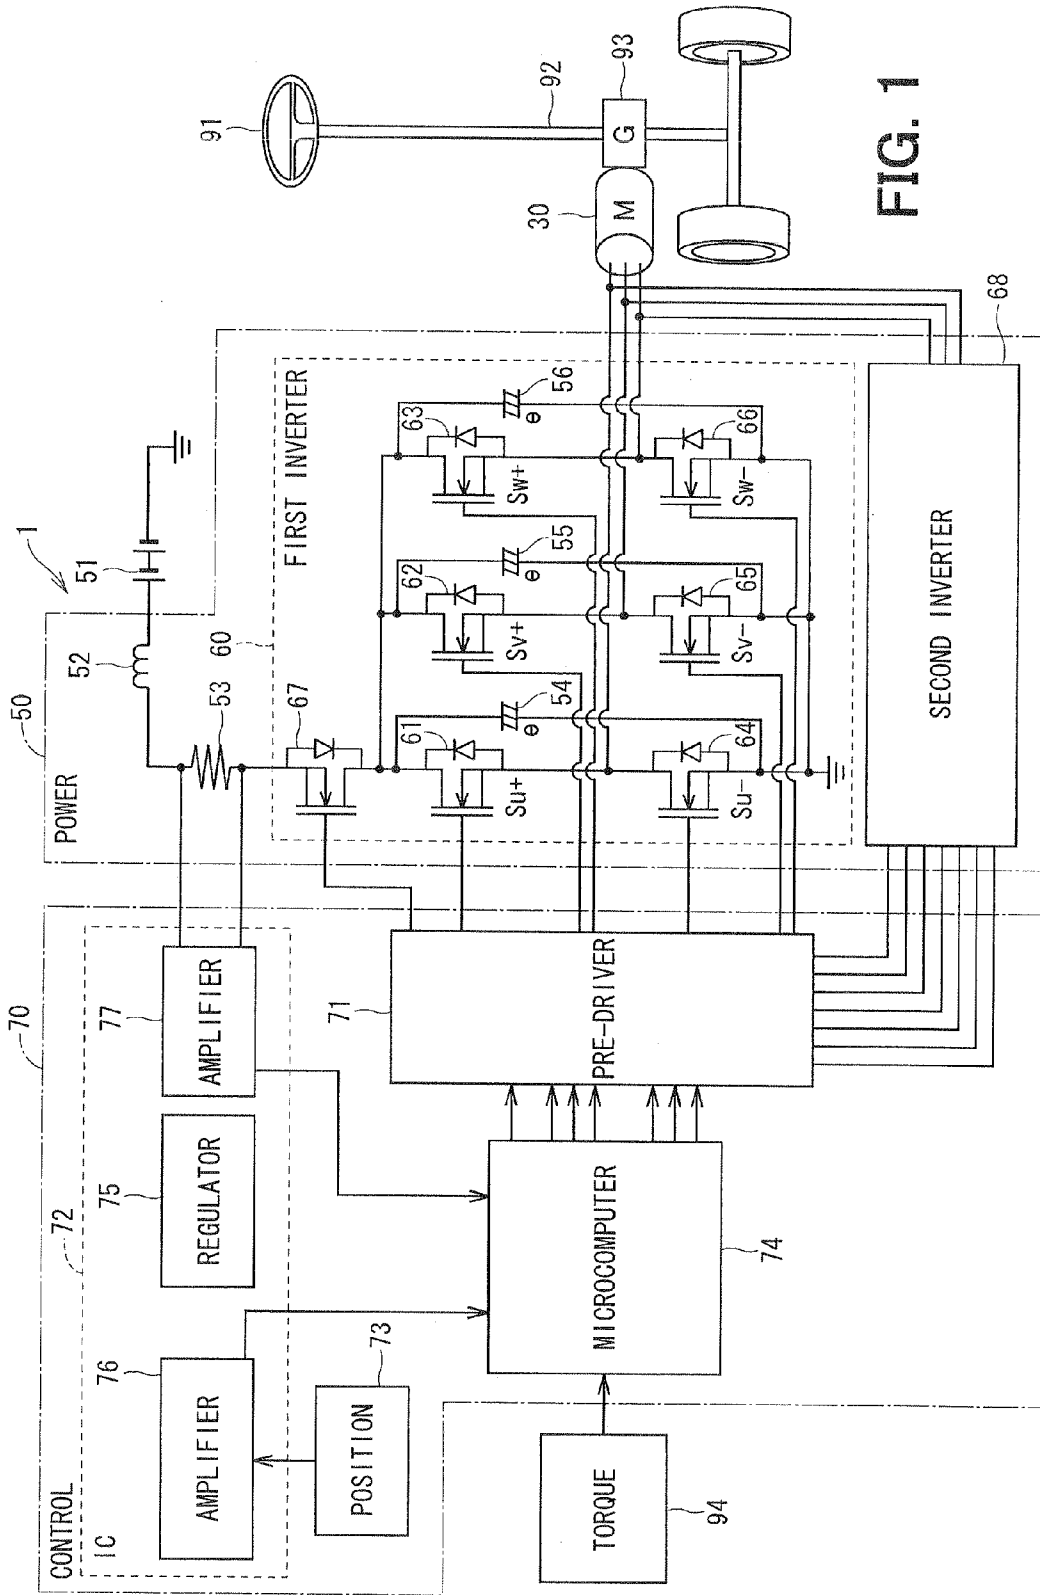 FIG. 1
1
50
POWER
51
52
53
60
FIRST INVERTER
67
61
62
63
54
55
56
Su+
Sv+
Sw+
64
65
66
Su-
Sv-
Sw-
⊖
⊖
⊖
SECOND INVERTER
68
91
92
93
G
M
30
70
CONTROL
72
IC
76
AMPLIFIER
75
REGULATOR
77
AMPLIFIER
73
POSITION
71
PRE-DRIVER
MICROCOMPUTER
74
TORQUE
94